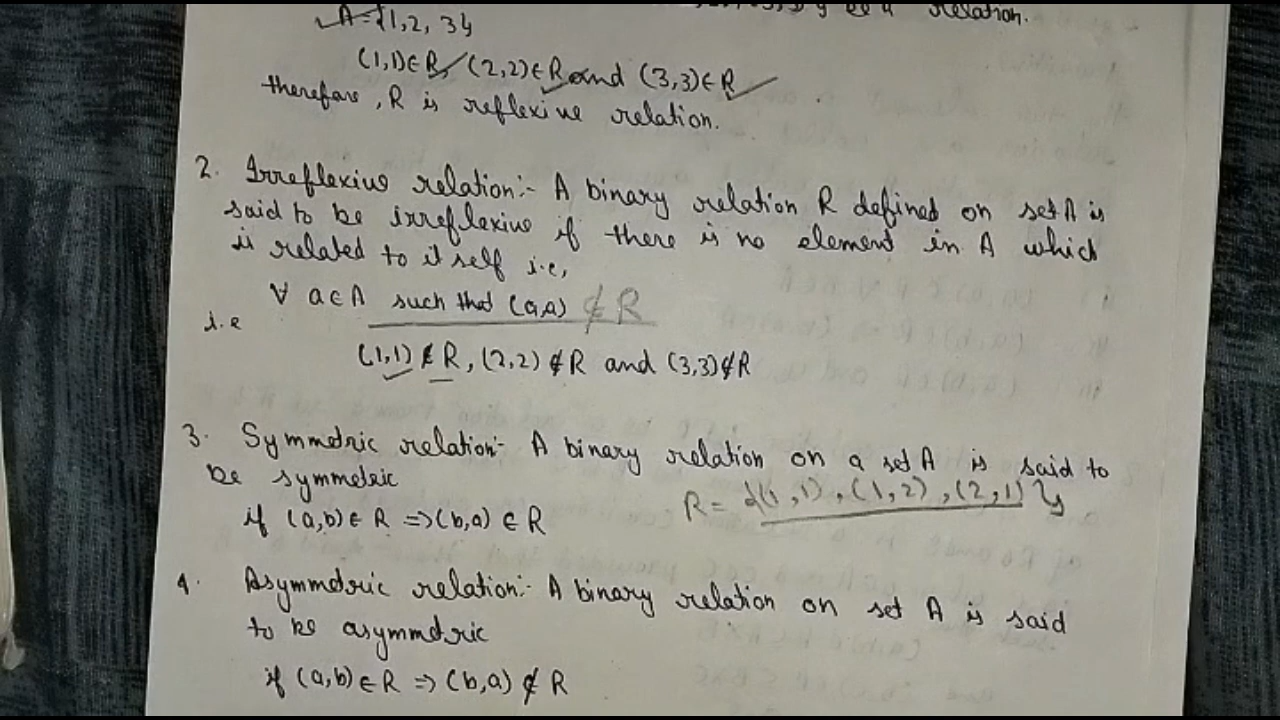 relation.
A = {1, 2, 3}
(1,1) ∈ R, (2,2) ∈ R and (3,3) ∈ R
therefore, R is reflexive relation.
2. Irreflexive relation:- A binary relation R defined on set A is
said to be irreflexive if there is no element in A which
is related to itself i.e,
∀ a ∈ A such that (a,a) ∉ R
i.e
(1,1) ∉ R, (2,2) ∉ R and (3,3) ∉ R
3. Symmetric relation:- A binary relation on a set A is said to
be symmetric
R = {(1,1), (1,2), (2,1)}
if (a,b) ∈ R => (b,a) ∈ R
4. Asymmetric relation:- A binary relation on set A is said
to be asymmetric
if (a,b) ∈ R => (b,a) ∉ R